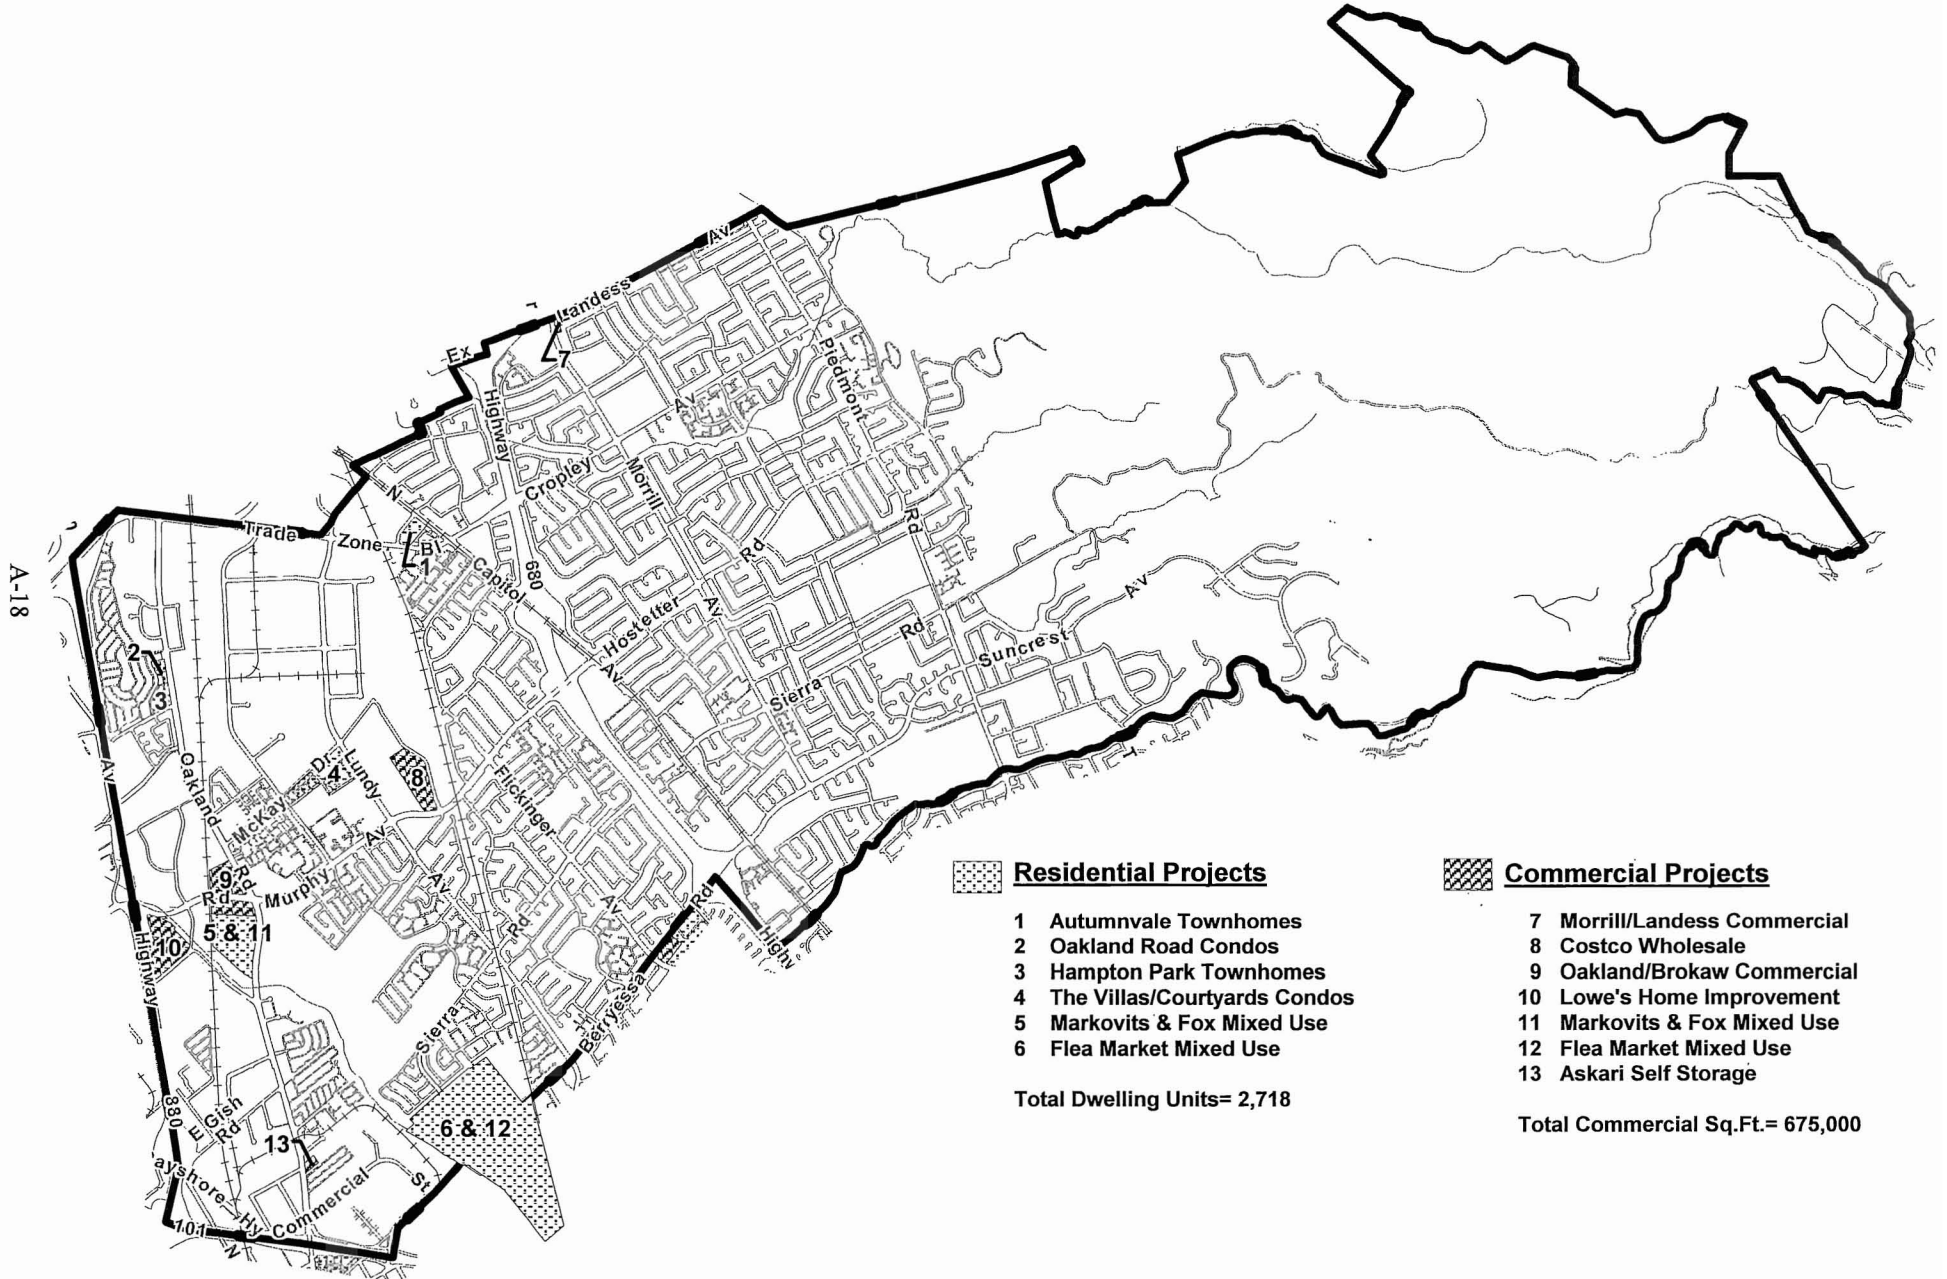 A-18
Av
Landess
Ex
7
Highway
Piedmont
Av
N
Cropley
Morrill
Trade
Zone
Bl
1
Capitol
680
Rd
Rd
Hostetter
Av
Av
Av
Rd
Suncrest
Sierra
2
3
Oakland
Av
Dr
4
Lundy
8
McKay
Av
Flickinger
9
Rd
Rd
Murphy
Av
5 & 11
10
Highway
Av
Rd
Rd
Highw
Sierra
Berryessa
880
E Gish
Rd
6 & 12
13
ayshore
Hy
Commercial
St
101
N
Residential Projects
1 Autumnvale Townhomes
2 Oakland Road Condos
3 Hampton Park Townhomes
4 The Villas/Courtyards Condos
5 Markovits & Fox Mixed Use
6 Flea Market Mixed Use
Total Dwelling Units= 2,718
Commercial Projects
7 Morrill/Landess Commercial
8 Costco Wholesale
9 Oakland/Brokaw Commercial
10 Lowe's Home Improvement
11 Markovits & Fox Mixed Use
12 Flea Market Mixed Use
13 Askari Self Storage
Total Commercial Sq.Ft.= 675,000